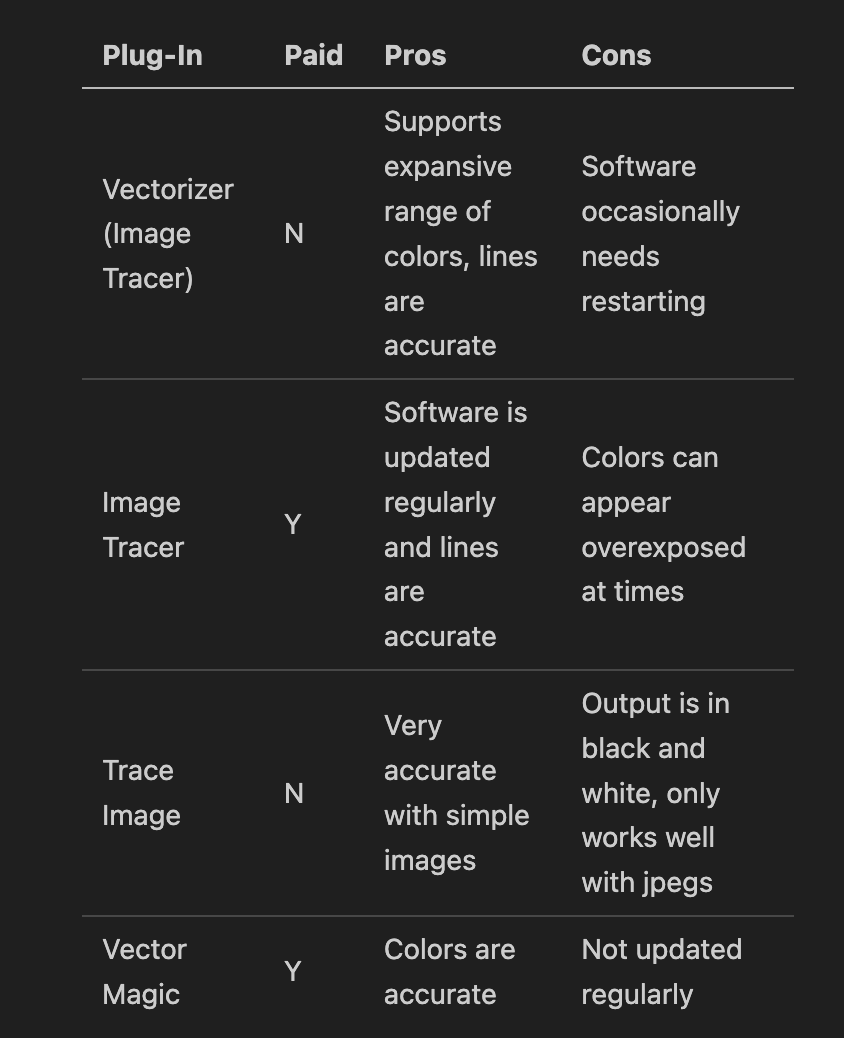 Plug-In Paid Pros Cons
Vectorizer
(Image
Tracer)
N
Supports
expansive
range of
colors, lines
are
accurate
Software
occasionally
needs
restarting
Image
Tracer
Y
Software is
updated
regularly
and lines
are
accurate
Colors can
appear
overexposed
at times
Trace
Image
N
Very
accurate
with simple
images
Output is in
black and
white, only
works well
with jpegs
Vector
Magic
Y
Colors are
accurate
Not updated
regularly